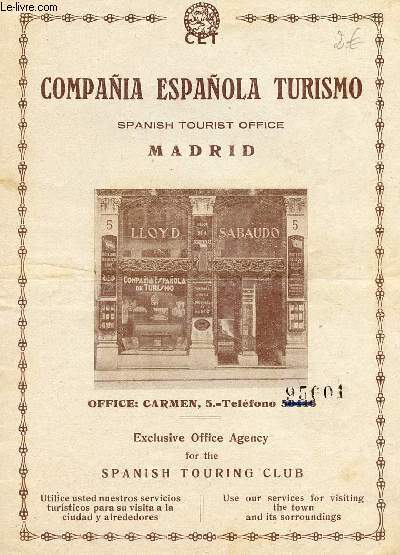 © Le-livre.com
CET
2€
COMPAÑIA ESPAÑOLA TURISMO
SPANISH TOURIST OFFICE
MADRID
5
LLOYD
SABAUDO
5
COMPAÑIA ESPAÑOLA
DE TURISMO
OFFICE: CARMEN, 5.-Teléfono 95601
Exclusive Office Agency
for the
SPANISH TOURING CLUB
Utilice usted nuestros servicios
turísticos para su visita a la
ciudad y alrededores
Use our services for visiting
the town
and its sorroundings